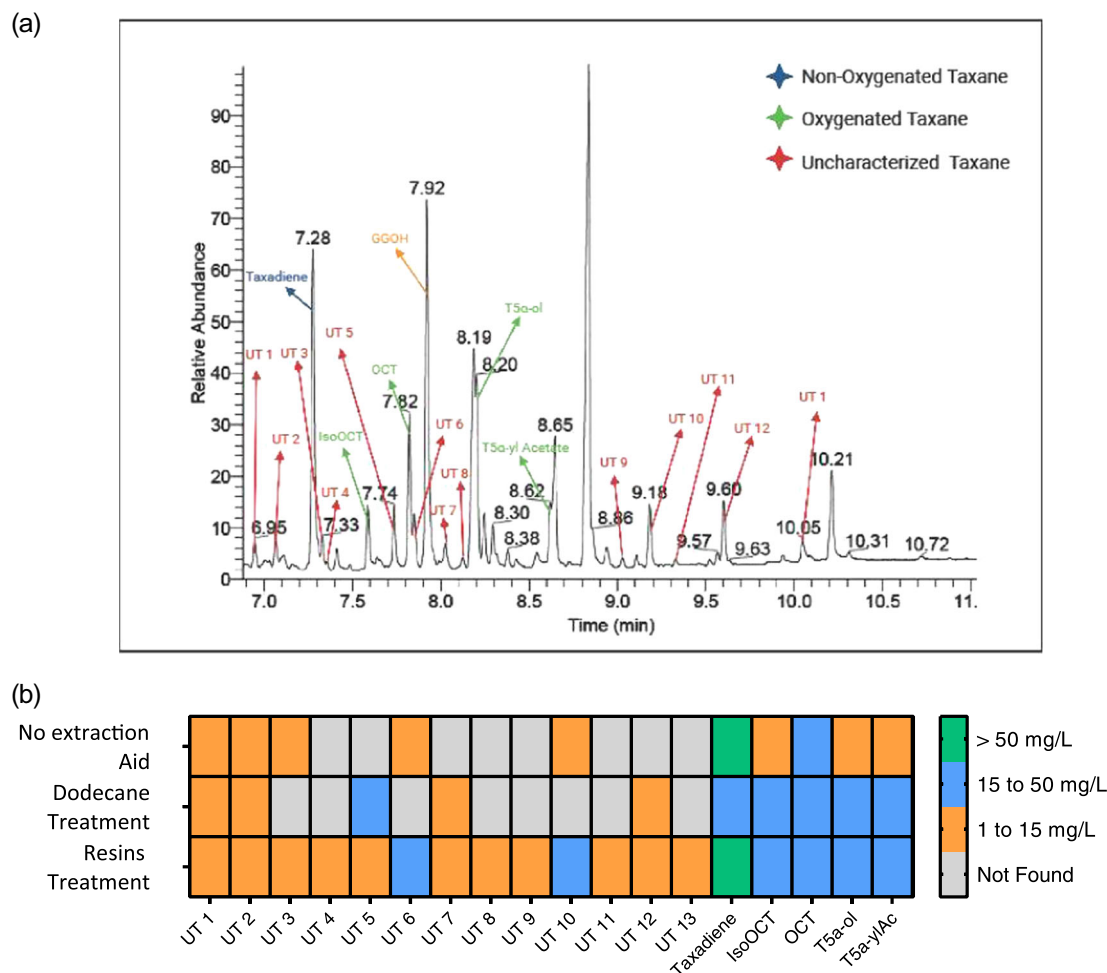 (a)
Non-Oxygenated Taxane
Oxygenated Taxane
Uncharacterized Taxane
Relative Abundance
90
80
70
60
50
40
30
20
10
0
7.28
7.92
GGOH
Taxadiene
UT 5
T5α-ol
8.19
8.20
UT 1
UT 3
OCT
7.82
UT 11
UT 1
UT 10
UT 6
8.65
UT 12
UT 2
IsoOCT
T5α-yl Acetate
UT 8
UT 9
10.21
UT 4
7.74
8.62
9.18
9.60
UT 7
8.30
8.86
6.95
7.33
10.05
8.38
9.57
9.63
10.31
10.72
7.0
7.5
8.0
8.5
9.0
9.5
10.0
10.5
11.
Time (min)
(b)
No extraction
Aid
Dodecane
Treatment
Resins
Treatment
> 50 mg/L
15 to 50 mg/L
1 to 15 mg/L
Not Found
UT 1
UT 2
UT 3
UT 4
UT 5
UT 6
UT 7
UT 8
UT 9
UT 10
UT 11
UT 12
UT 13
Taxadiene
IsoOCT
OCT
T5a-ol
T5a-ylAc